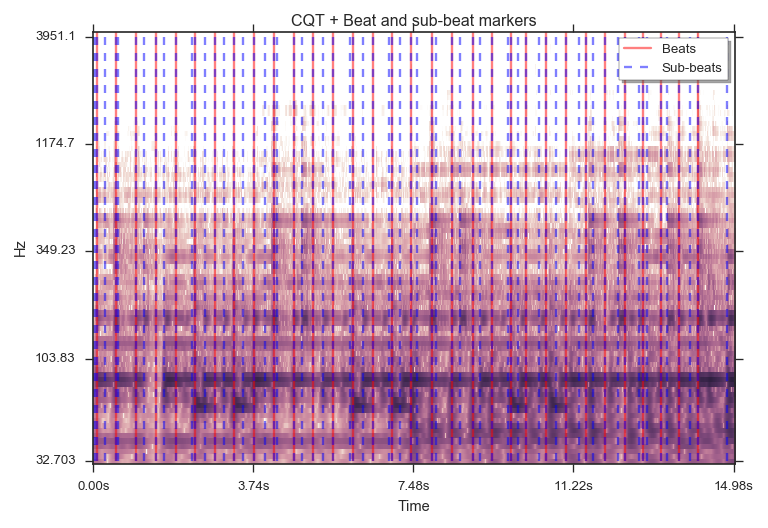 CQT + Beat and sub-beat markers
3951.1
1174.7
349.23
103.83
32.703
Hz
Beats
Sub-beats
0.00s
3.74s
7.48s
11.22s
14.98s
Time